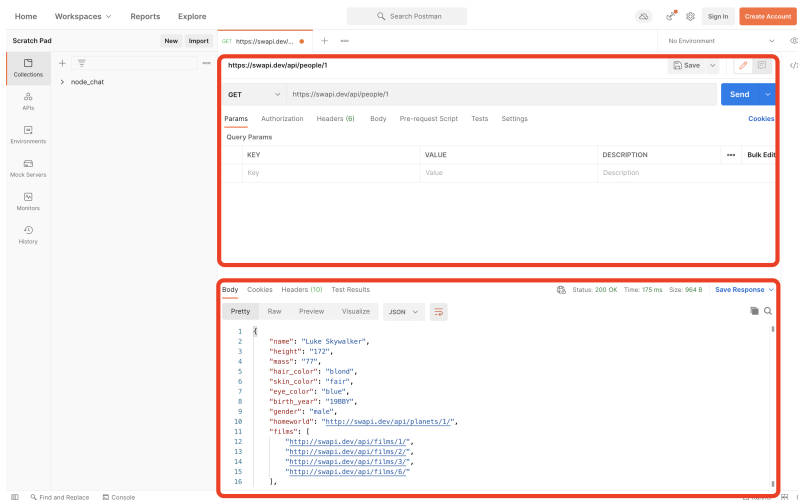 Home Workspaces Reports Explore Search Postman Sign In Create Account
Scratch Pad New Import GET https://swapi.dev/... No Environment
Collections
node_chat
APIs
Environments
Mock Servers
Monitors
History
https://swapi.dev/api/people/1 Save
GET https://swapi.dev/api/people/1 Send
Params Authorization Headers (6) Body Pre-request Script Tests Settings Cookies
Query Params
KEY VALUE DESCRIPTION Bulk Edit
Key Value Description
Body Cookies Headers (10) Test Results Status: 200 OK Time: 175 ms Size: 964 B Save Response
Pretty Raw Preview Visualize JSON
1 {
2 "name": "Luke Skywalker",
3 "height": "172",
4 "mass": "77",
5 "hair_color": "blond",
6 "skin_color": "fair",
7 "eye_color": "blue",
8 "birth_year": "19BBY",
9 "gender": "male",
10 "homeworld": "http://swapi.dev/api/planets/1/",
11 "films": [
12 "http://swapi.dev/api/films/1/",
13 "http://swapi.dev/api/films/2/",
14 "http://swapi.dev/api/films/3/",
15 "http://swapi.dev/api/films/6/"
16 ],
Find and Replace Console